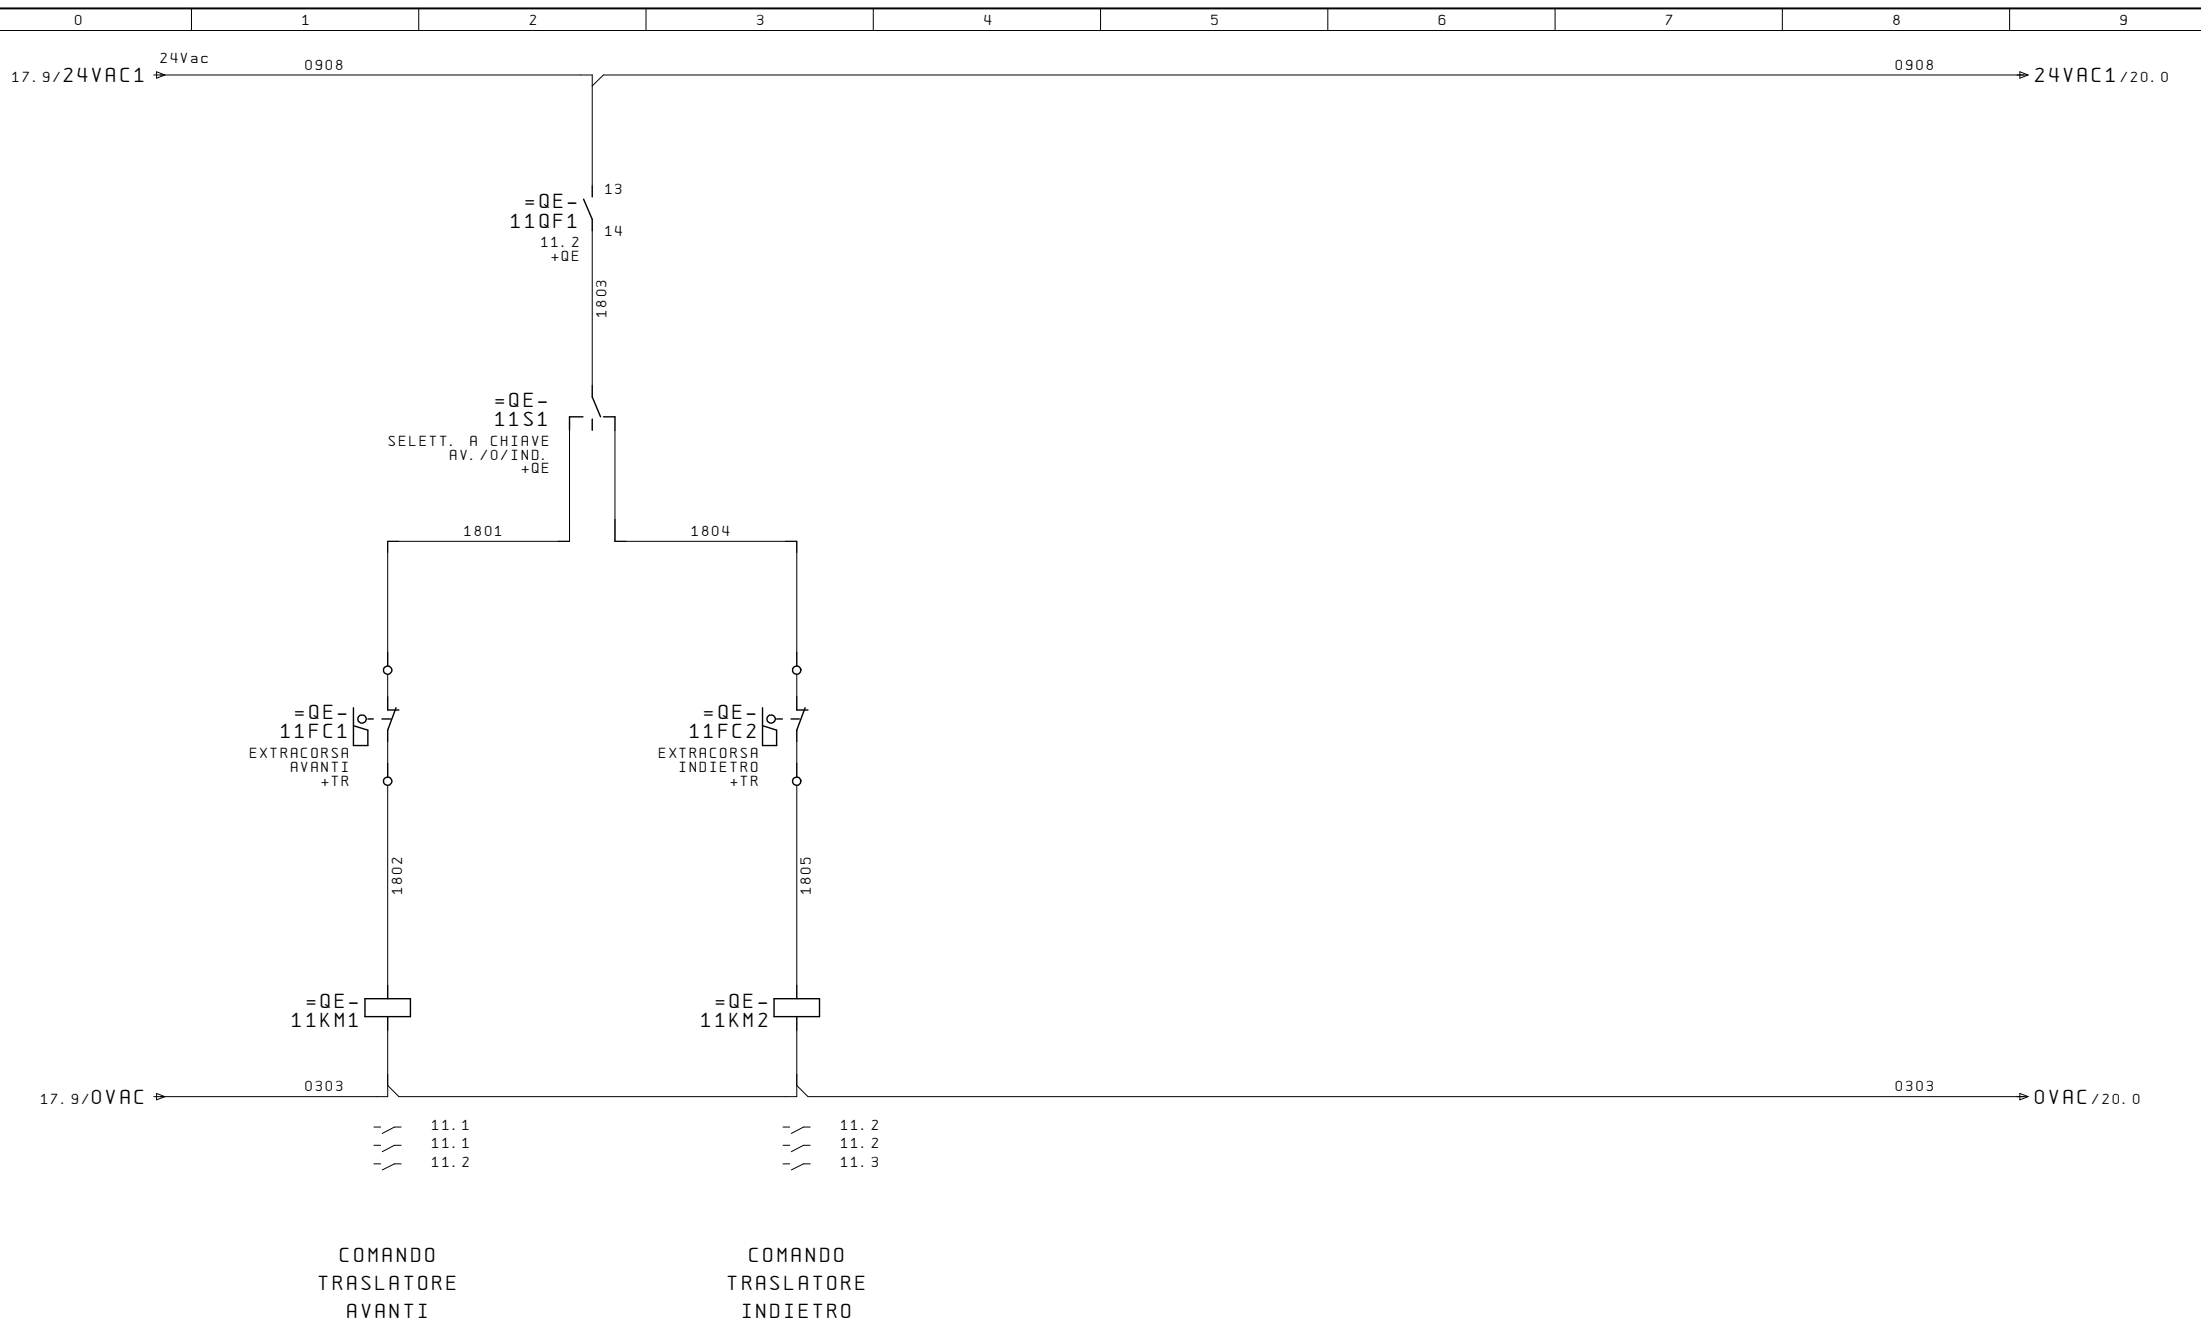 0 1 2 3 4 5 6 7 8 9
24Vac
17.9/24VAC1 0908 0908 24VAC1/20.0
13
=QE-
11QF1
14
11.2
+QE
1803
=QE-
11S1
SELETT. A CHIAVE
AV./0/IND.
+QE
1801 1804
=QE-
11FC1
EXTRACORSA
AVANTI
+TR
=QE-
11FC2
EXTRACORSA
INDIETRO
+TR
1802
1805
=QE-
11KM1
=QE-
11KM2
17.9/0VAC 0303 0303 0VAC/20.0
11.1
11.1
11.2
11.2
11.2
11.3
COMANDO
TRASLATORE
AVANTI
COMANDO
TRASLATORE
INDIETRO